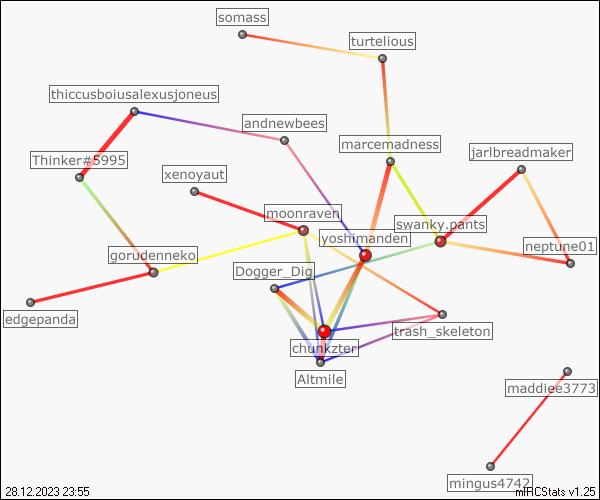 somass
turtelious
thiccusboiusalexusjoneus
andnewbees
marcemadness
jarlbreadmaker
Thinker#5995
xenoyaut
moonraven
swanky.pants
yoshimanden
neptune01
gorudenneko
Dogger_Dig
edgepanda
trash_skeleton
chunkzter
Altmile
maddiee3773
mingus4742
28.12.2023 23:55
mIRCStats v1.25